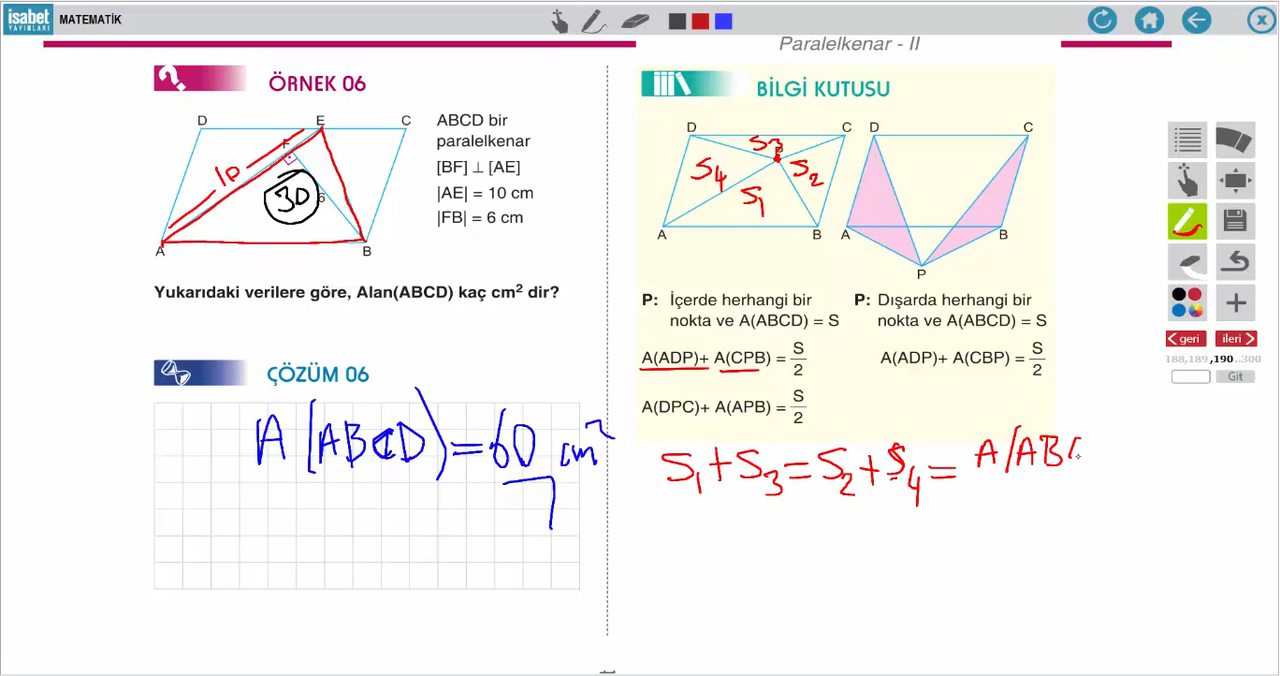 isabet
YAYINLARI
MATEMATİK
Paralelkenar - II
ÖRNEK 06
D E C
F
10
30
6
A B
ABCD bir
paralelkenar
[BF] ⊥ [AE]
|AE| = 10 cm
|FB| = 6 cm
Yukarıdaki verilere göre, Alan(ABCD) kaç cm² dir?
ÇÖZÜM 06
A(ABCD) = 60 cm²
BİLGİ KUTUSU
D C
S3
S4 S2
S1
A B
D C
A B
P
P: İçerde herhangi bir
nokta ve A(ABCD) = S
A(ADP)+ A(CPB) = S/2
A(DPC)+ A(APB) = S/2
P: Dışarda herhangi bir
nokta ve A(ABCD) = S
A(ADP)+ A(CBP) = S/2
S1 + S3 = S2 + S4 = A(ABC
geri ileri
188,189,190...300
Git